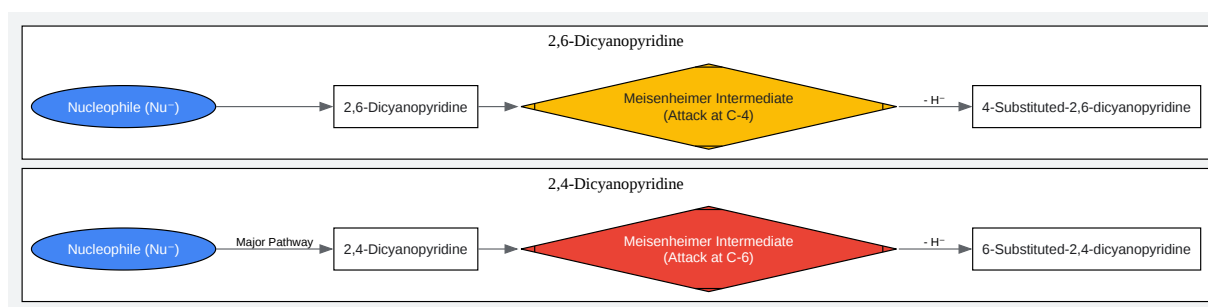 2,6-Dicyanopyridine
Nucleophile (Nu⁻)
2,6-Dicyanopyridine
Meisenheimer Intermediate
(Attack at C-4)
- H⁻
4-Substituted-2,6-dicyanopyridine
2,4-Dicyanopyridine
Nucleophile (Nu⁻)
Major Pathway
2,4-Dicyanopyridine
Meisenheimer Intermediate
(Attack at C-6)
- H⁻
6-Substituted-2,4-dicyanopyridine